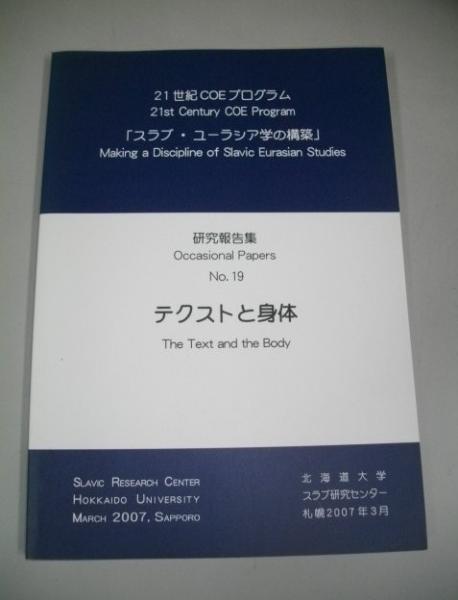 21世紀COEプログラム
21st Century COE Program
「スラブ・ユーラシア学の構築」
Making a Discipline of Slavic Eurasian Studies
研究報告集
Occasional Papers
No.19
テクストと身体
The Text and the Body
SLAVIC RESEARCH CENTER
HOKKAIDO UNIVERSITY
MARCH 2007, SAPPORO
北海道大学
スラブ研究センター
札幌2007年3月